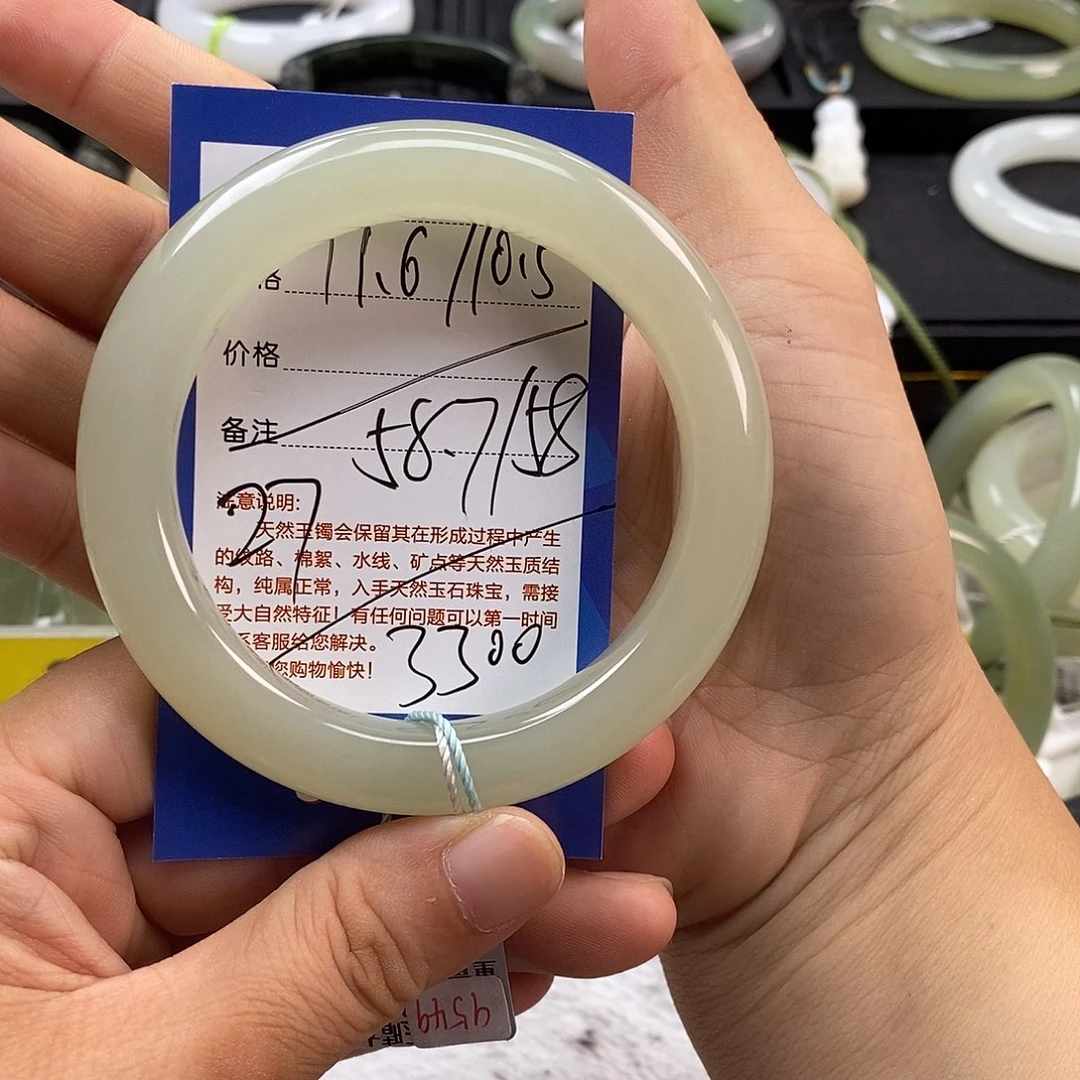 格 11.6/10.5
价格
备注 58.7/58
27
注意说明:
天然玉镯会保留其在形成过程中产生
的纹路、棉絮、水线、矿点等天然玉质结
构，纯属正常，入手天然玉石珠宝，需接
受大自然特征！有任何问题可以第一时间
系客服给您解决。
您购物愉快！
3300
9549